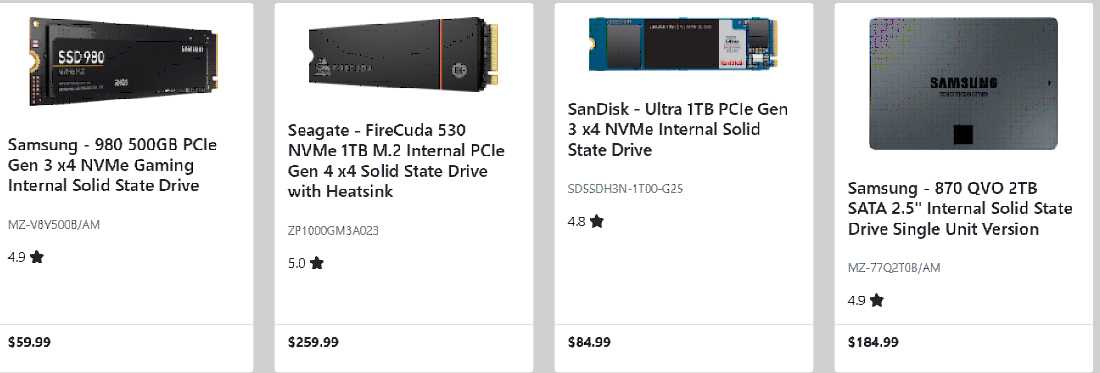 SSD 980
NVMe M.2
SAMSUNG
Samsung - 980 500GB PCIe
Gen 3 x4 NVMe Gaming
Internal Solid State Drive
MZ-V8V500B/AM
4.9
$59.99
FIRECUDA
Seagate - FireCuda 530
NVMe 1TB M.2 Internal PCIe
Gen 4 x4 Solid State Drive
with Heatsink
ZP1000GM3A023
5.0
$259.99
SanDisk - Ultra 1TB PCIe Gen
3 x4 NVMe Internal Solid
State Drive
SDSSDH3N-1T00-G25
4.8
$84.99
SAMSUNG
Samsung - 870 QVO 2TB
SATA 2.5" Internal Solid State
Drive Single Unit Version
MZ-77Q2T0B/AM
4.9
$184.99